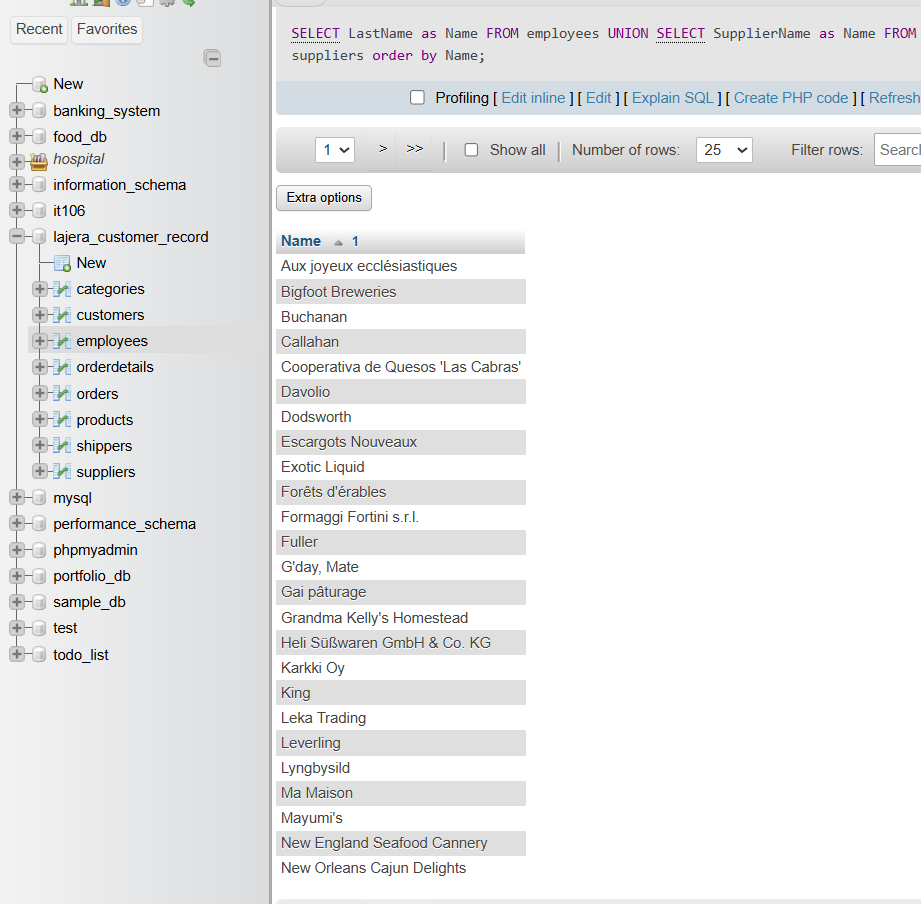 Recent Favorites
New
banking_system
food_db
hospital
information_schema
it106
lajera_customer_record
New
categories
customers
employees
orderdetails
orders
products
shippers
suppliers
mysql
performance_schema
phpmyadmin
portfolio_db
sample_db
test
todo_list
SELECT LastName as Name FROM employees UNION SELECT SupplierName as Name FROM
suppliers order by Name;
Profiling [ Edit inline ] [ Edit ] [ Explain SQL ] [ Create PHP code ] [ Refresh
1 > >> | Show all | Number of rows: 25 Filter rows: Searc
Extra options
Name 1
Aux joyeux ecclésiastiques
Bigfoot Breweries
Buchanan
Callahan
Cooperativa de Quesos 'Las Cabras'
Davolio
Dodsworth
Escargots Nouveaux
Exotic Liquid
Forêts d'érables
Formaggi Fortini s.r.l.
Fuller
G'day, Mate
Gai pâturage
Grandma Kelly's Homestead
Heli Süßwaren GmbH & Co. KG
Karkki Oy
King
Leka Trading
Leverling
Lyngbysild
Ma Maison
Mayumi's
New England Seafood Cannery
New Orleans Cajun Delights